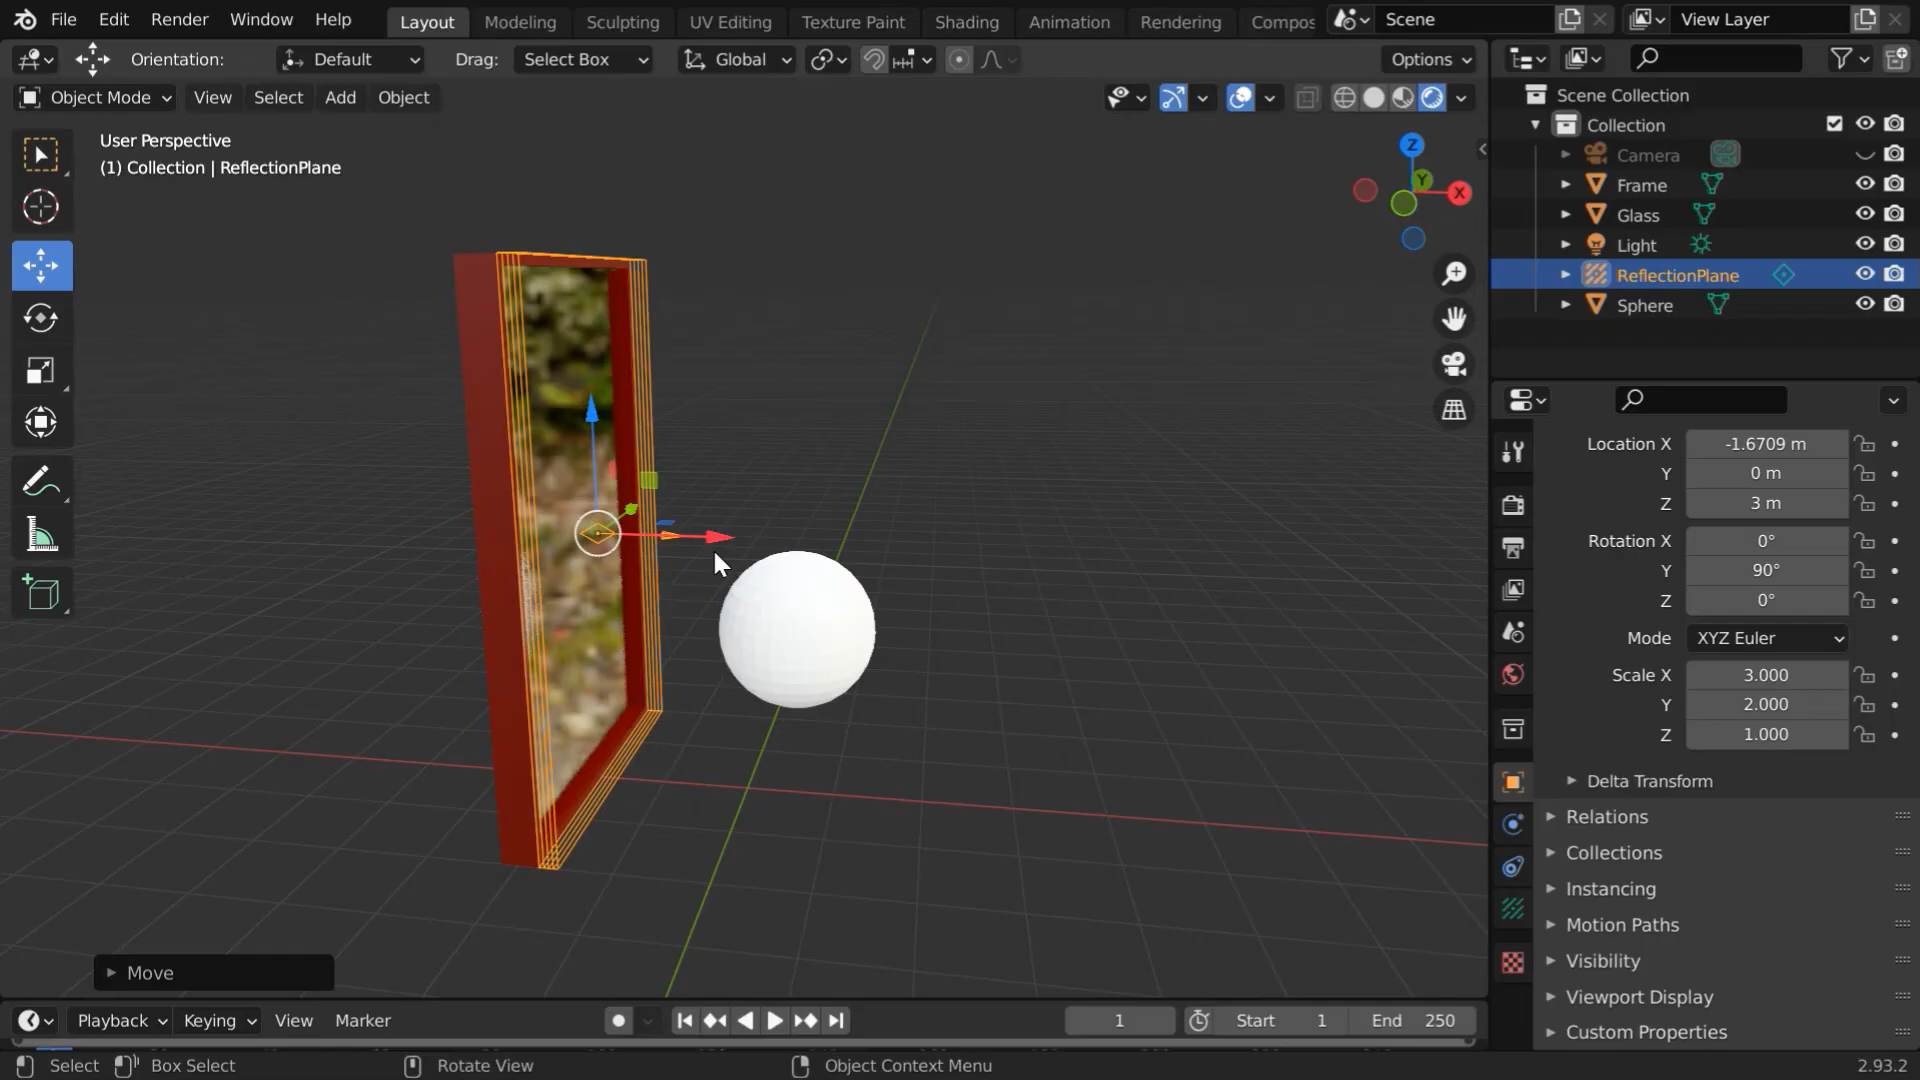 File Edit Render Window Help Layout Modeling Sculpting UV Editing Texture Paint Shading Animation Rendering Compos Scene View Layer
Orientation: Default Drag: Select Box Global Options
Object Mode View Select Add Object
User Perspective
(1) Collection | ReflectionPlane
Z
Y
X
Move
Scene Collection
Collection
Camera
Frame
Glass
Light
ReflectionPlane
Sphere
Location X -1.6709 m
Y 0 m
Z 3 m
Rotation X 0°
Y 90°
Z 0°
Mode XYZ Euler
Scale X 3.000
Y 2.000
Z 1.000
Delta Transform
Relations
Collections
Instancing
Motion Paths
Visibility
Viewport Display
Custom Properties
Playback Keying View Marker 1 Start 1 End 250
Select Box Select Rotate View Object Context Menu 2.93.2